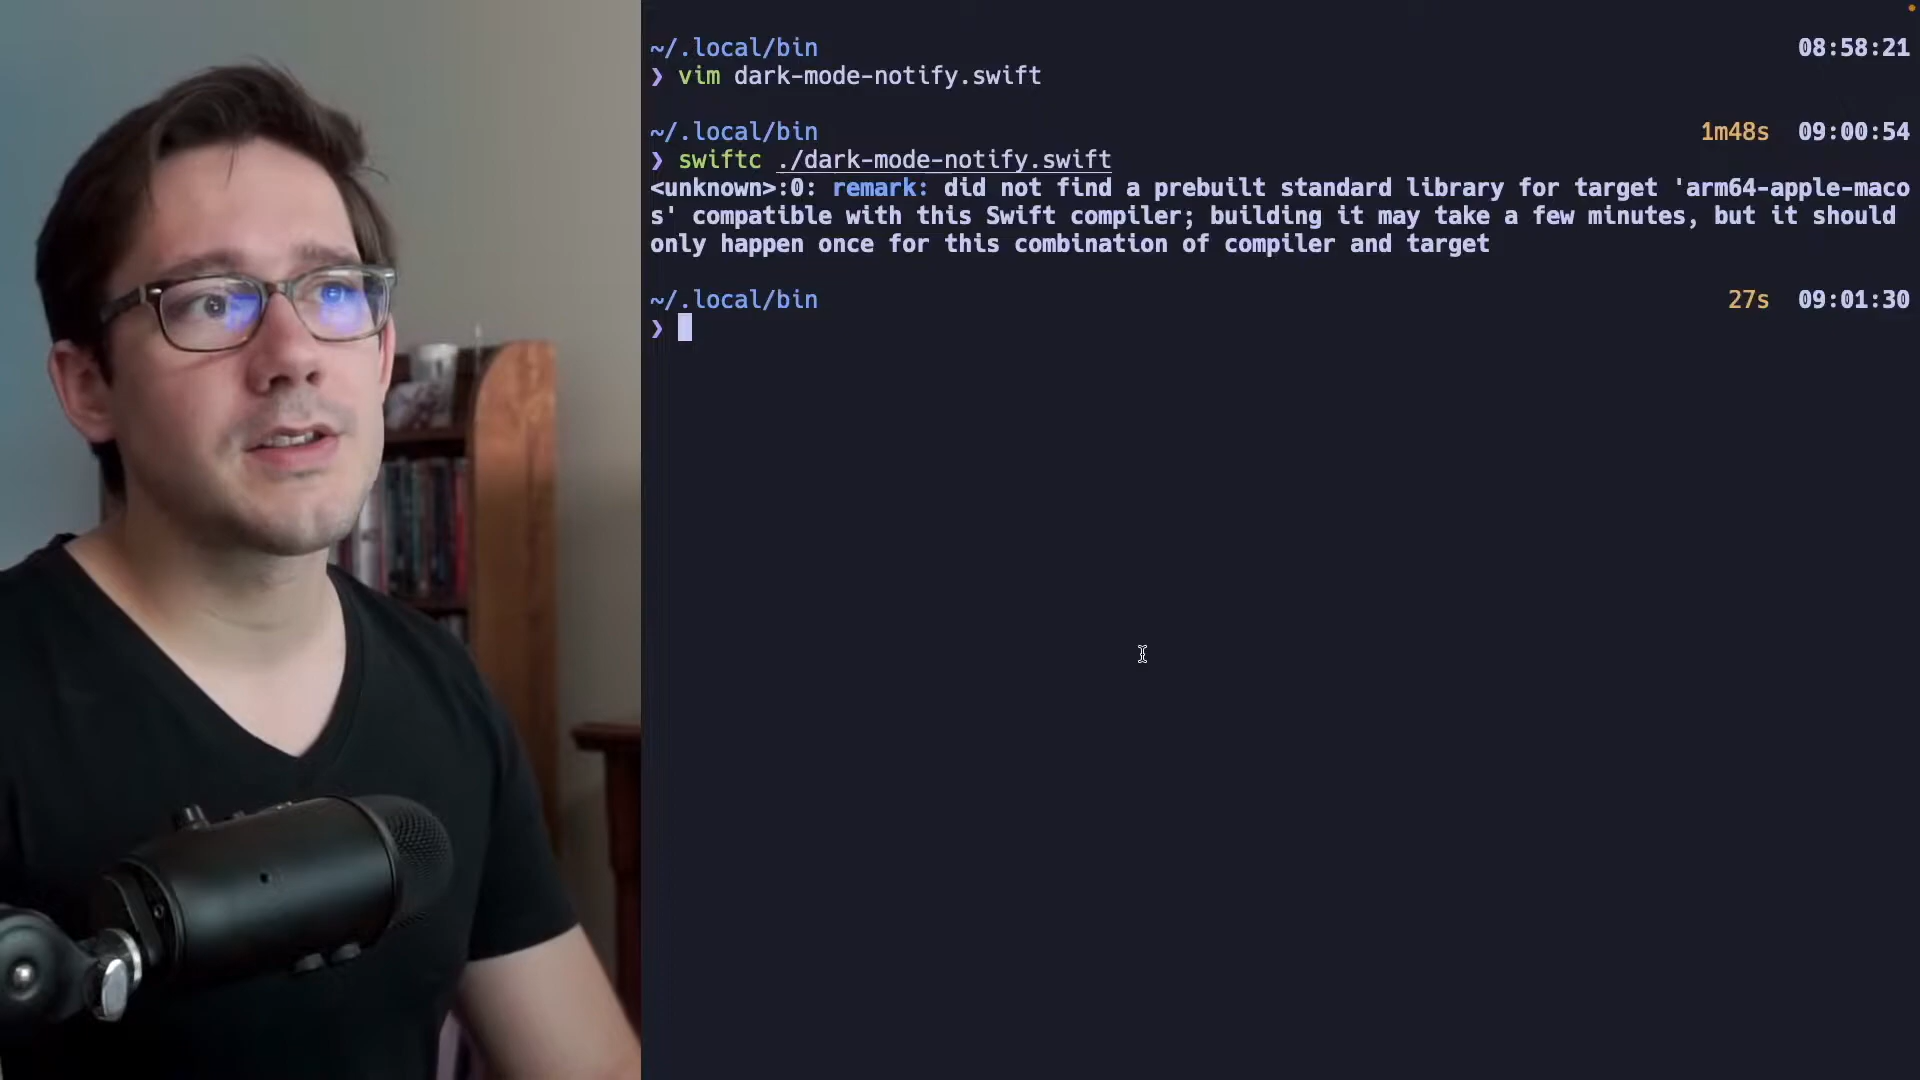 ~/.local/bin 08:58:21
❯ vim dark-mode-notify.swift
~/.local/bin 1m48s 09:00:54
❯ swiftc ./dark-mode-notify.swift
<unknown>:0: remark: did not find a prebuilt standard library for target 'arm64-apple-maco
s' compatible with this Swift compiler; building it may take a few minutes, but it should
only happen once for this combination of compiler and target
~/.local/bin 27s 09:01:30
❯